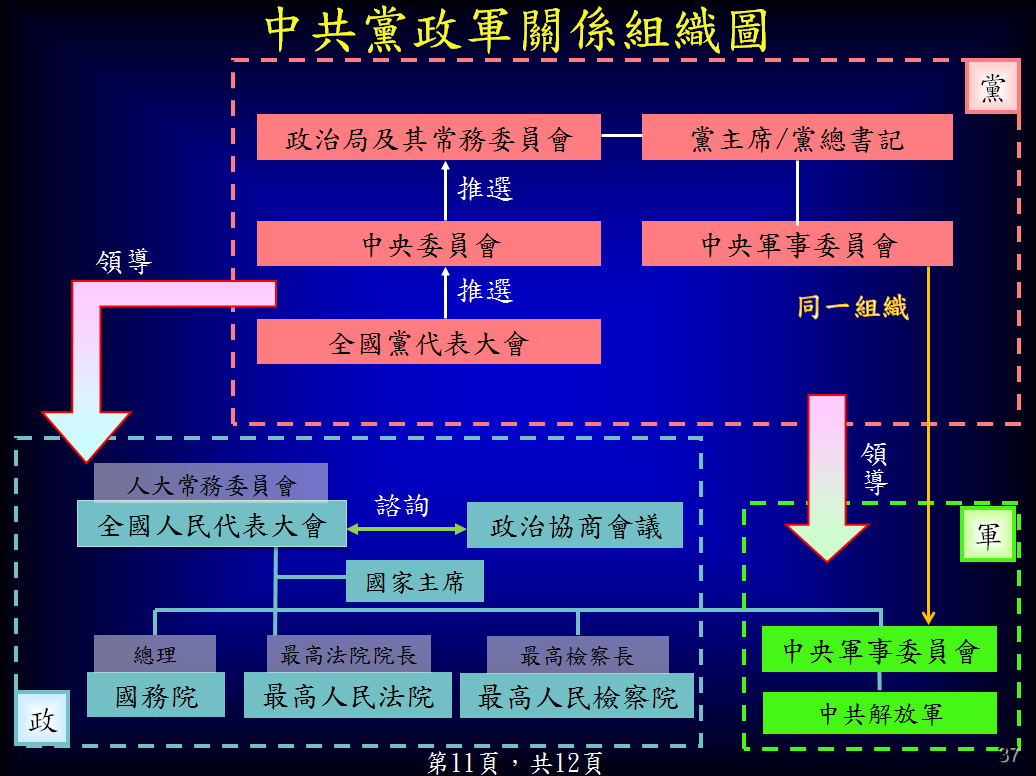 中共黨政軍關係組織圖
黨
政治局及其常務委員會
黨主席/黨總書記
推選
中央委員會
中央軍事委員會
領導
推選
同一組織
全國黨代表大會
領
導
人大常務委員會
全國人民代表大會
諮詢
政治協商會議
軍
國家主席
總理
國務院
最高法院院長
最高人民法院
最高檢察長
最高人民檢察院
中央軍事委員會
中共解放軍
政
第11頁，共12頁
37